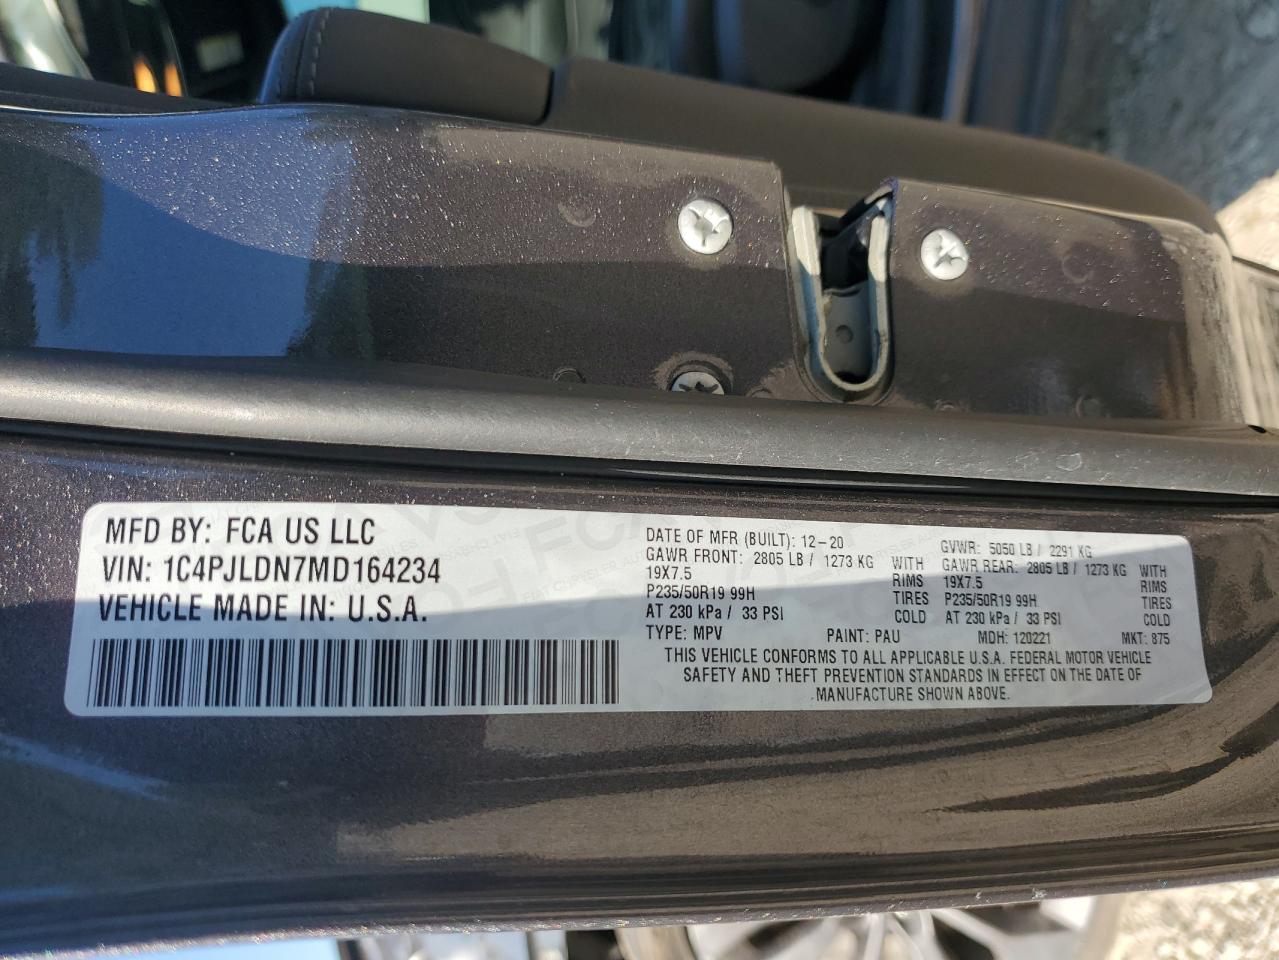 MFD BY: FCA US LLC
VIN: 1C4PJLDN7MD164234
VEHICLE MADE IN: U.S.A.
DATE OF MFR (BUILT): 12-20
GVWR: 5050 LB / 2291 KG
GAWR FRONT: 2805 LB / 1273 KG WITH
GAWR REAR: 2805 LB / 1273 KG WITH
19X7.5 RIMS
19X7.5 RIMS
P235/50R19 99H TIRES
P235/50R19 99H TIRES
AT 230 kPa / 33 PSI COLD
AT 230 kPa / 33 PSI COLD
TYPE: MPV PAINT: PAU MDH: 120221 MKT: 875
THIS VEHICLE CONFORMS TO ALL APPLICABLE U.S.A. FEDERAL MOTOR VEHICLE
SAFETY AND THEFT PREVENTION STANDARDS IN EFFECT ON THE DATE OF
MANUFACTURE SHOWN ABOVE.